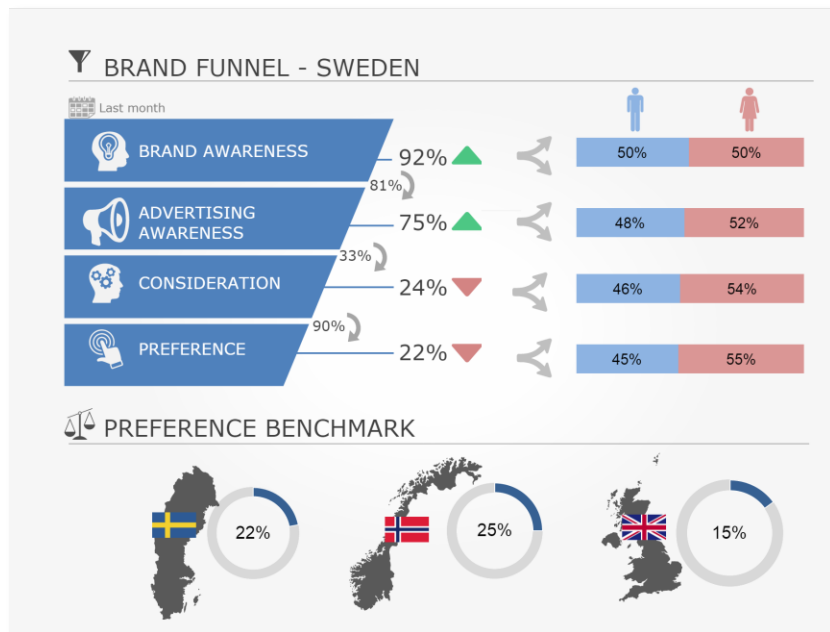 BRAND FUNNEL - SWEDEN
Last month
BRAND AWARENESS
92%
50%
50%
81%
ADVERTISING
AWARENESS
75%
48%
52%
33%
CONSIDERATION
24%
46%
54%
90%
PREFERENCE
22%
45%
55%
PREFERENCE BENCHMARK
22%
25%
15%